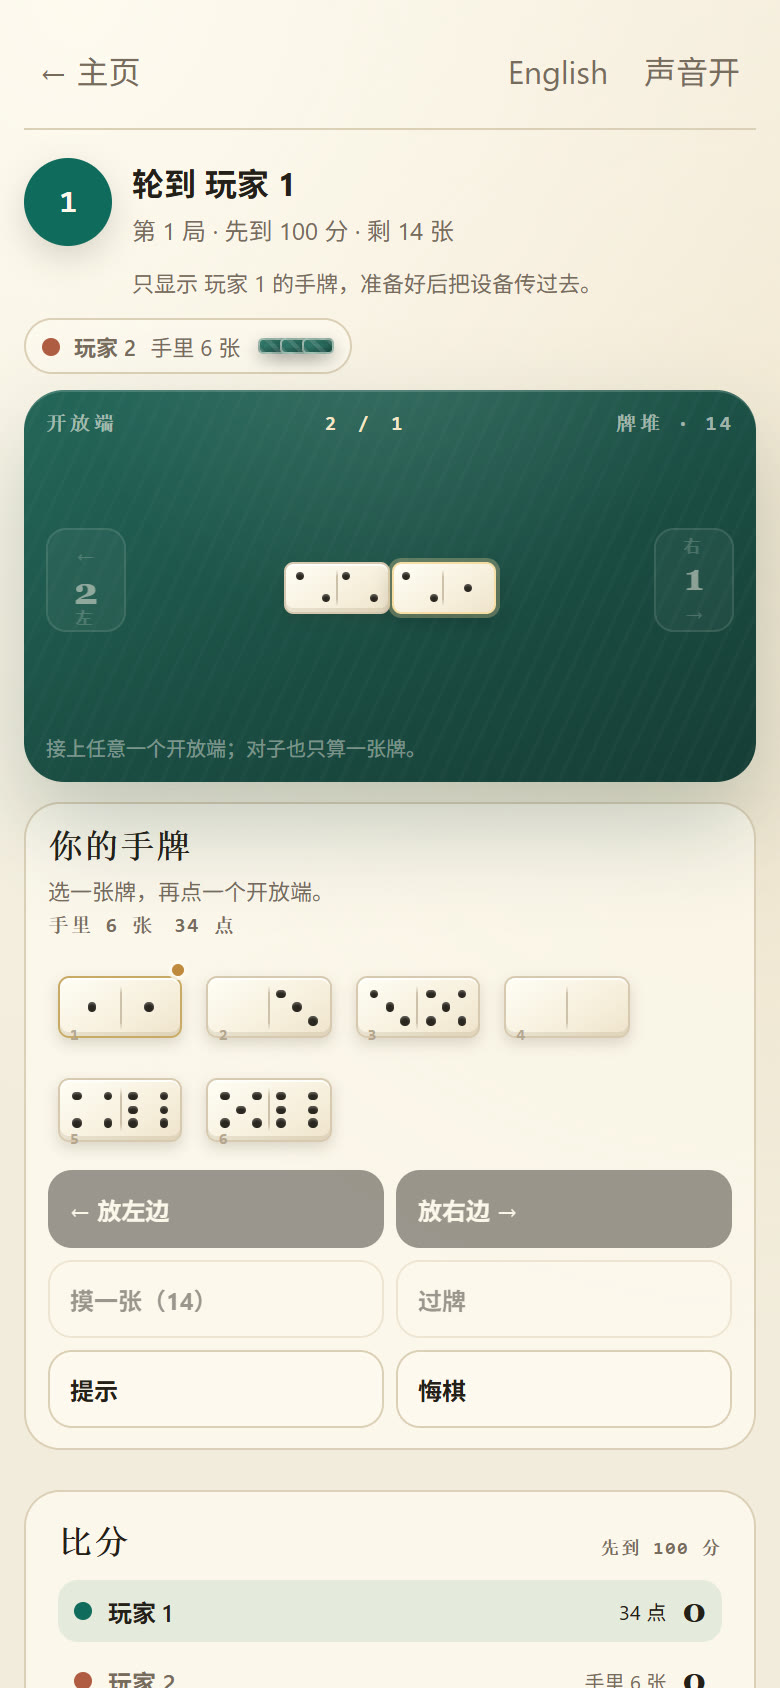 ← 主页 English 声音开
1
轮到 玩家 1
第 1 局 · 先到 100 分 · 剩 14 张
只显示 玩家 1 的手牌，准备好后把设备传过去。
玩家 2 手里 6 张
开放端 2 / 1 牌堆 · 14
←
2
左
右
1
→
接上任意一个开放端；对子也只算一张牌。
你的手牌
选一张牌，再点一个开放端。
手里 6 张 34 点
1 2 3 4
5 6
← 放左边 放右边 →
摸一张（14） 过牌
提示 悔棋
比分 先到 100 分
玩家 1 34 点 0
玩家 2 手里 6 张 0